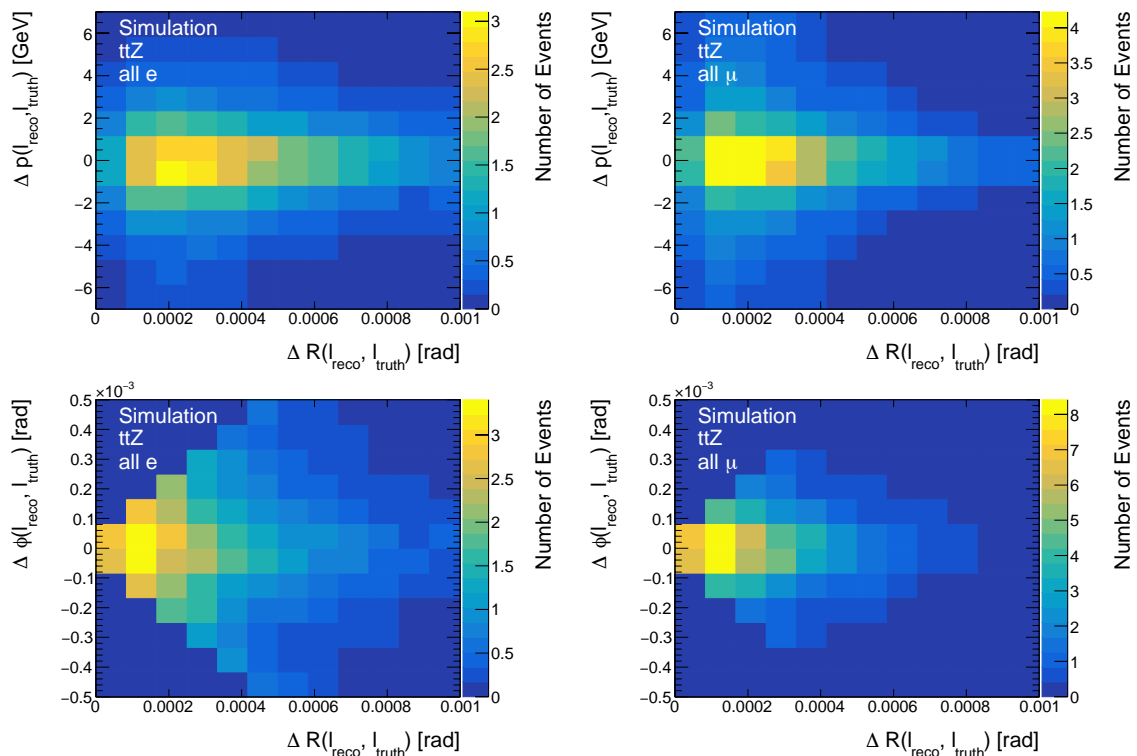 Simulation
ttZ
all e
Δ p(l_reco, l_truth) [GeV]
6
4
2
0
−2
−4
−6
0 0.0002 0.0004 0.0006 0.0008 0.001
Δ R(l_reco, l_truth) [rad]
3
2.5
2
1.5
1
0.5
0
Number of Events
Simulation
ttZ
all μ
Δ p(l_reco, l_truth) [GeV]
6
4
2
0
−2
−4
−6
0 0.0002 0.0004 0.0006 0.0008 0.001
Δ R(l_reco, l_truth) [rad]
4
3.5
3
2.5
2
1.5
1
0.5
0
Number of Events
×10⁻³
Simulation
ttZ
all e
Δ ϕ(l_reco, l_truth) [rad]
0.5
0.4
0.3
0.2
0.1
0
−0.1
−0.2
−0.3
−0.4
−0.5
0 0.0002 0.0004 0.0006 0.0008 0.001
Δ R(l_reco, l_truth) [rad]
3
2.5
2
1.5
1
0.5
0
Number of Events
×10⁻³
Simulation
ttZ
all μ
Δ ϕ(l_reco, l_truth) [rad]
0.5
0.4
0.3
0.2
0.1
0
−0.1
−0.2
−0.3
−0.4
−0.5
0 0.0002 0.0004 0.0006 0.0008 0.001
Δ R(l_reco, l_truth) [rad]
8
7
6
5
4
3
2
1
0
Number of Events